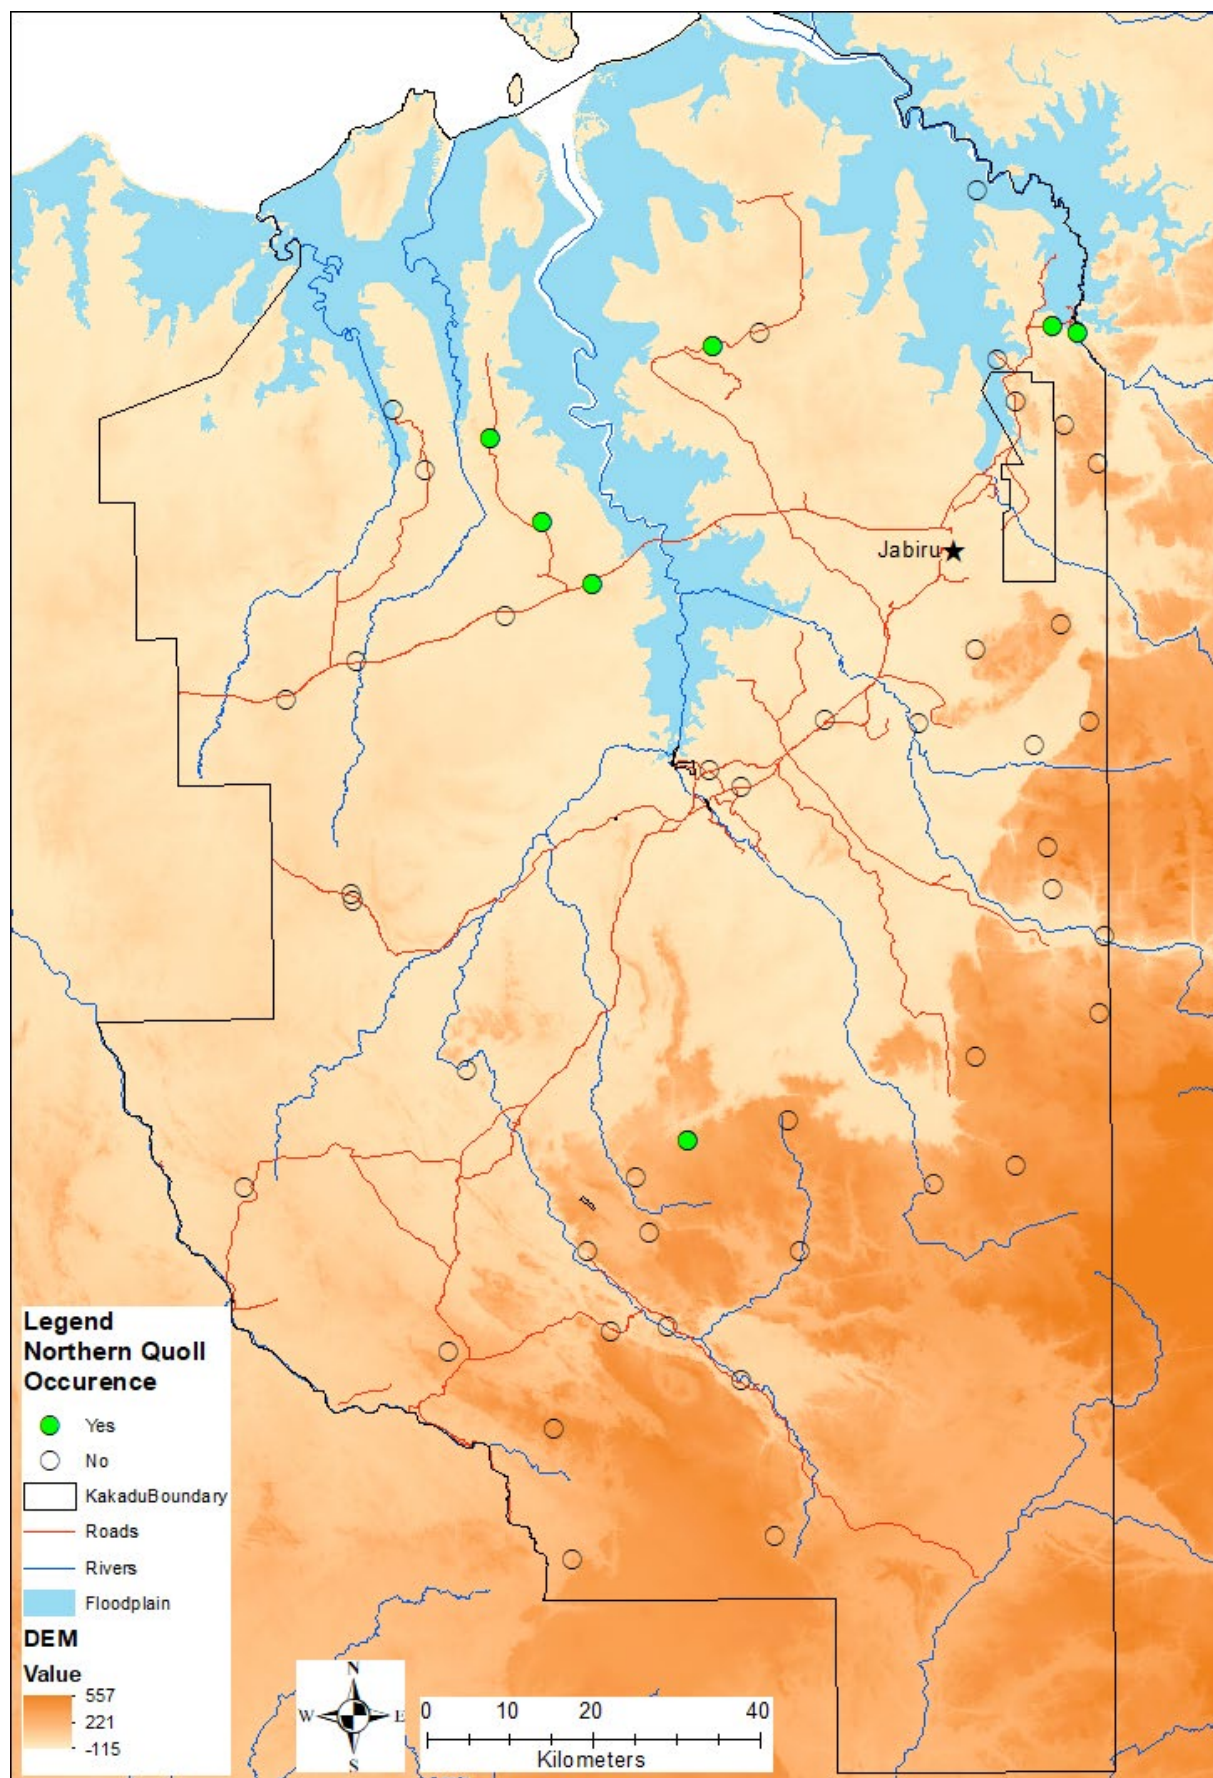 Jabiru
Legend
Northern Quoll
Occurence
Yes
No
KakaduBoundary
Roads
Rivers
Floodplain
DEM
Value
557
221
-115
N
W E
S
0 10 20 40
Kilometers